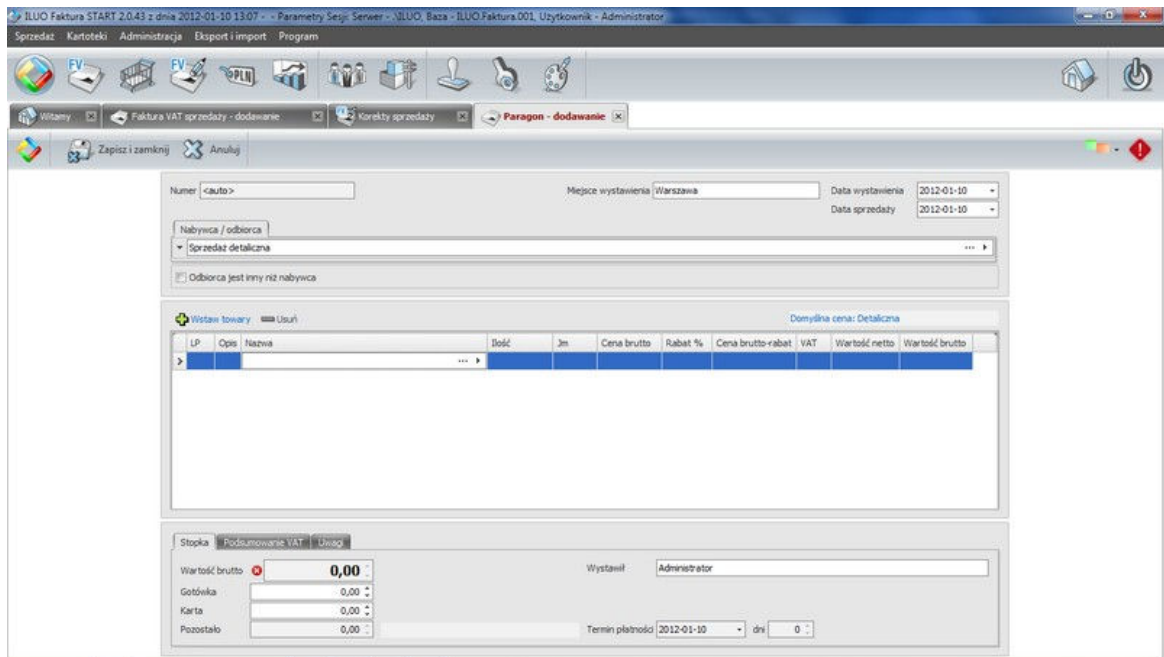 ILUO Faktura START 2.0.43 z dnia 2012-01-10 13:07 - - Parametry Sesji: Serwer - .\ILUO, Baza - ILUO.Faktura.001, Użytkownik - Administrator
Sprzedaż Kartoteki Administracja Eksport i import Program
FV FV PLN
Witamy Faktura VAT sprzedaży - dodawanie Korekty sprzedaży Paragon - dodawanie
Zapisz i zamknij Anuluj
Numer <auto> Miejsce wystawienia Warszawa Data wystawienia 2012-01-10
Data sprzedaży 2012-01-10
Nabywca / odbiorca
Sprzedaż detaliczna
Odbiorca jest inny niż nabywca
Wstaw towary Usuń Domyślna cena: Detaliczna
LP Opis Nazwa Ilość Jm Cena brutto Rabat % Cena brutto-rabat VAT Wartość netto Wartość brutto
Stopka Podsumowanie VAT Uwagi
Wartość brutto 0,00 Wystawił Administrator
Gotówka 0,00
Karta 0,00
Pozostało 0,00 Termin płatności 2012-01-10 dni 0